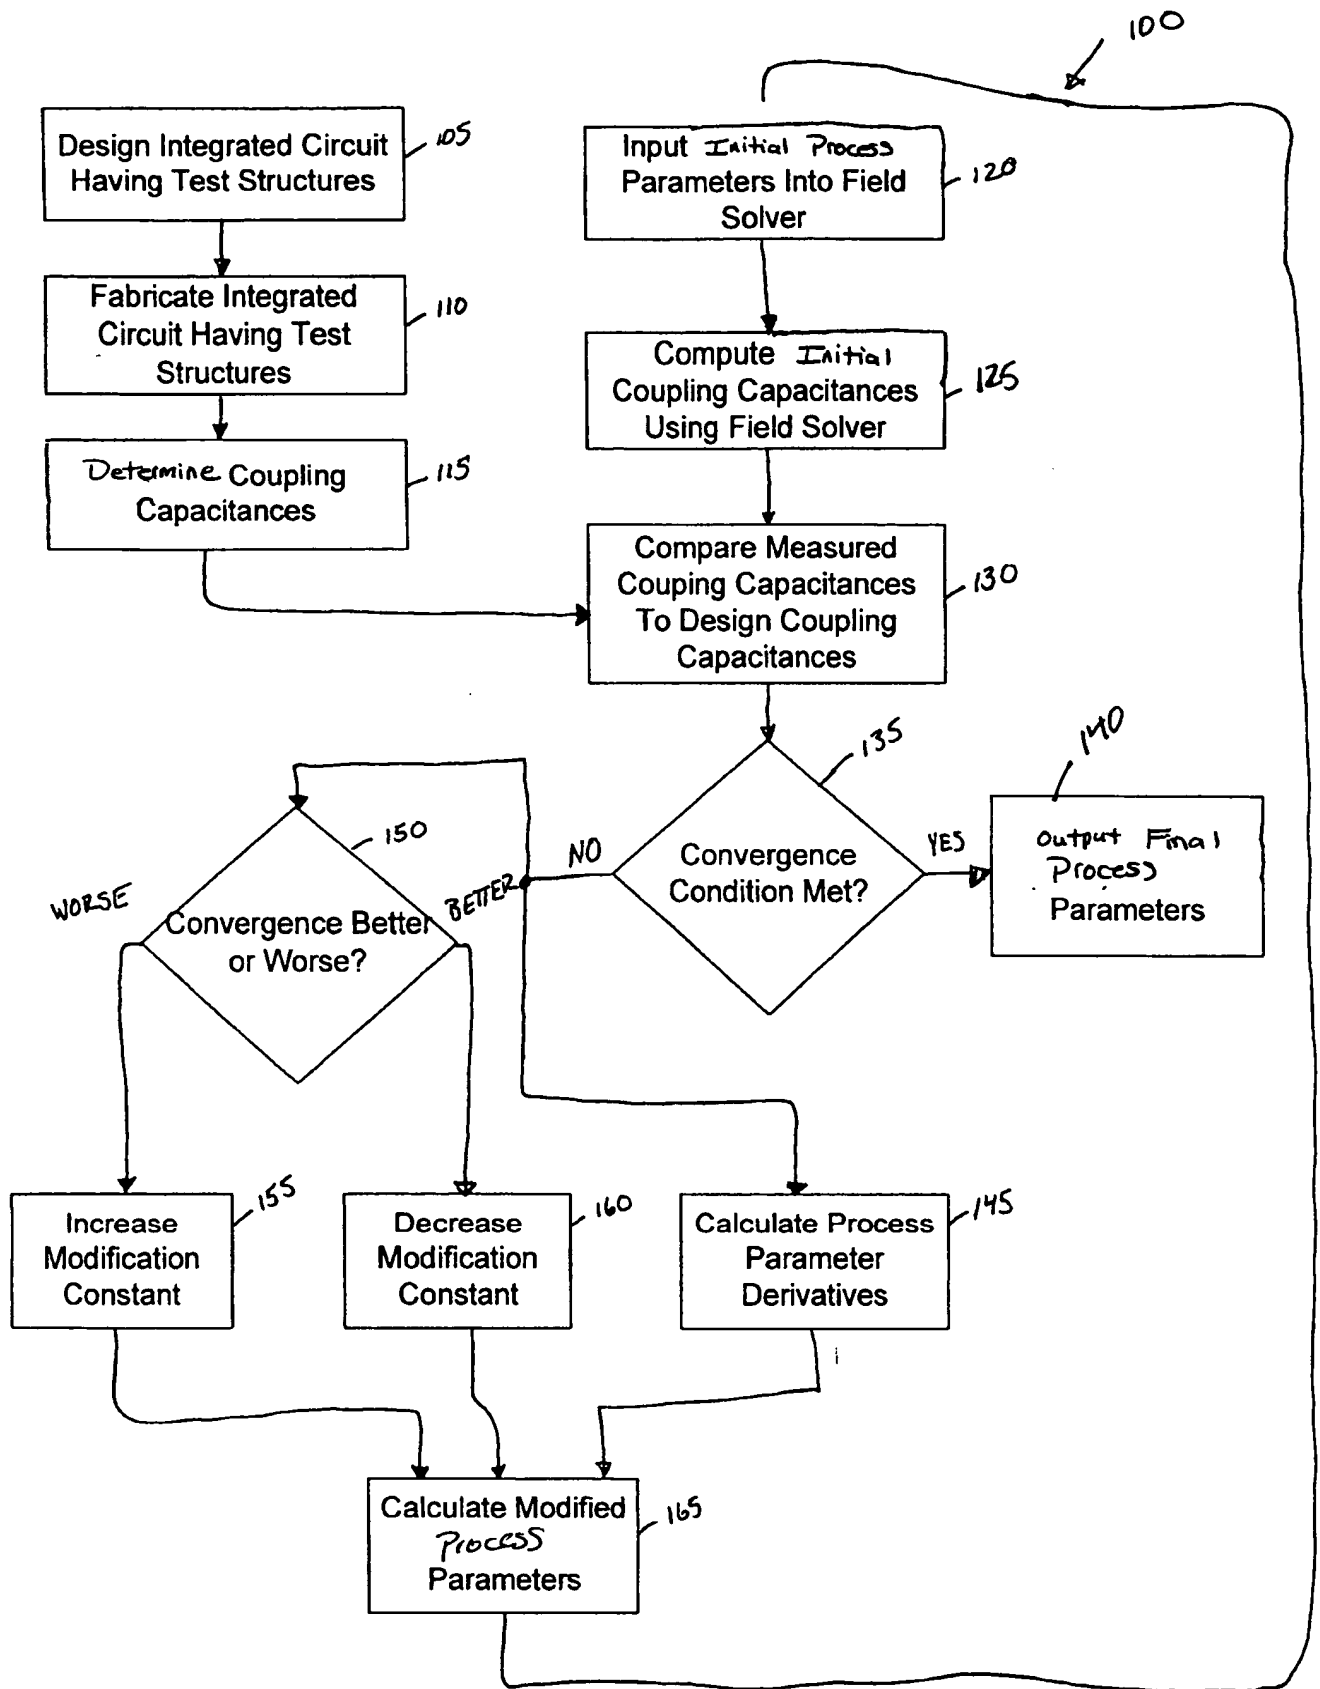 100
Design Integrated Circuit
Having Test Structures
105
Fabricate Integrated
Circuit Having Test
Structures
110
Determine Coupling
Capacitances
115
Input Initial Process
Parameters Into Field
Solver
120
Compute Initial
Coupling Capacitances
Using Field Solver
125
Compare Measured
Couping Capacitances
To Design Coupling
Capacitances
130
Convergence
Condition Met?
135
NO
YES
Output Final
Process
Parameters
140
Convergence Better
or Worse?
150
WORSE
BETTER
Increase
Modification
Constant
155
Decrease
Modification
Constant
160
Calculate Process
Parameter
Derivatives
145
Calculate Modified
Process
Parameters
165